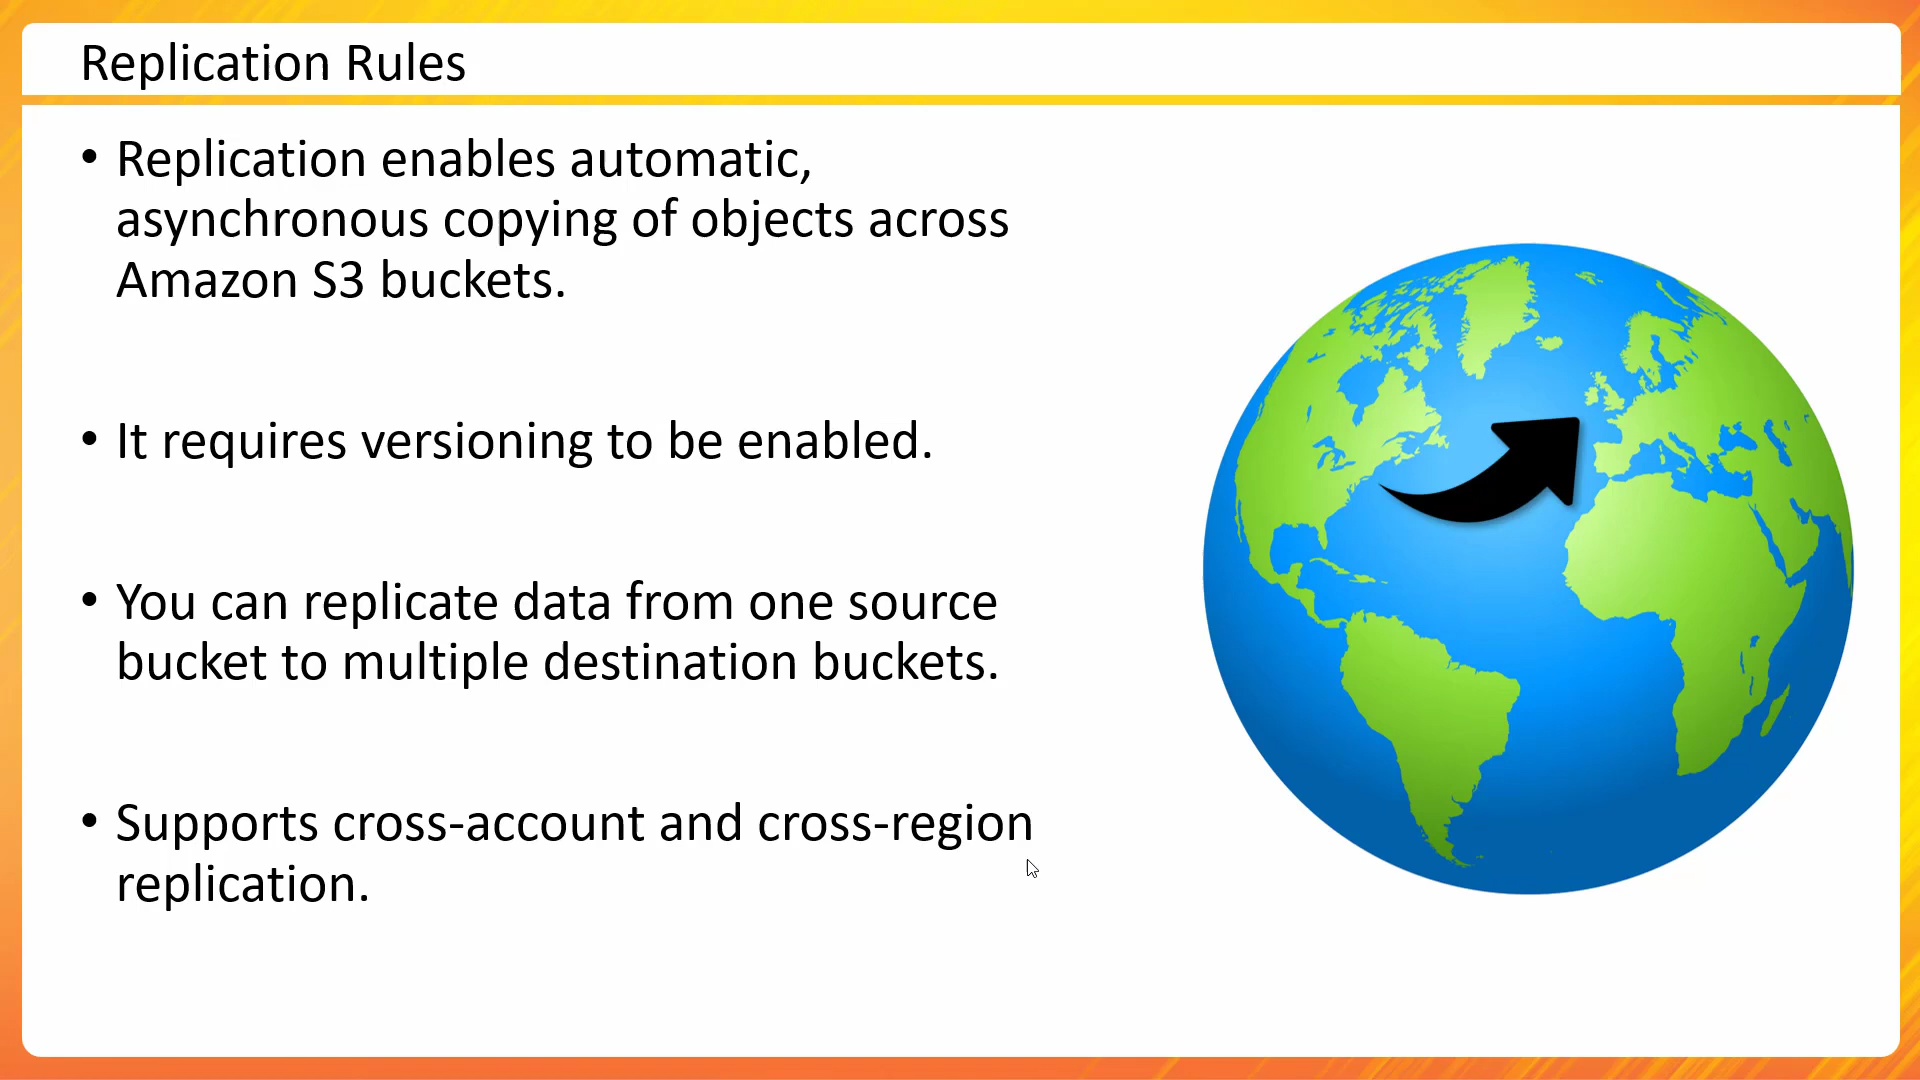 Replication Rules
• Replication enables automatic,
asynchronous copying of objects across
Amazon S3 buckets.
• It requires versioning to be enabled.
• You can replicate data from one source
bucket to multiple destination buckets.
• Supports cross-account and cross-region
replication.